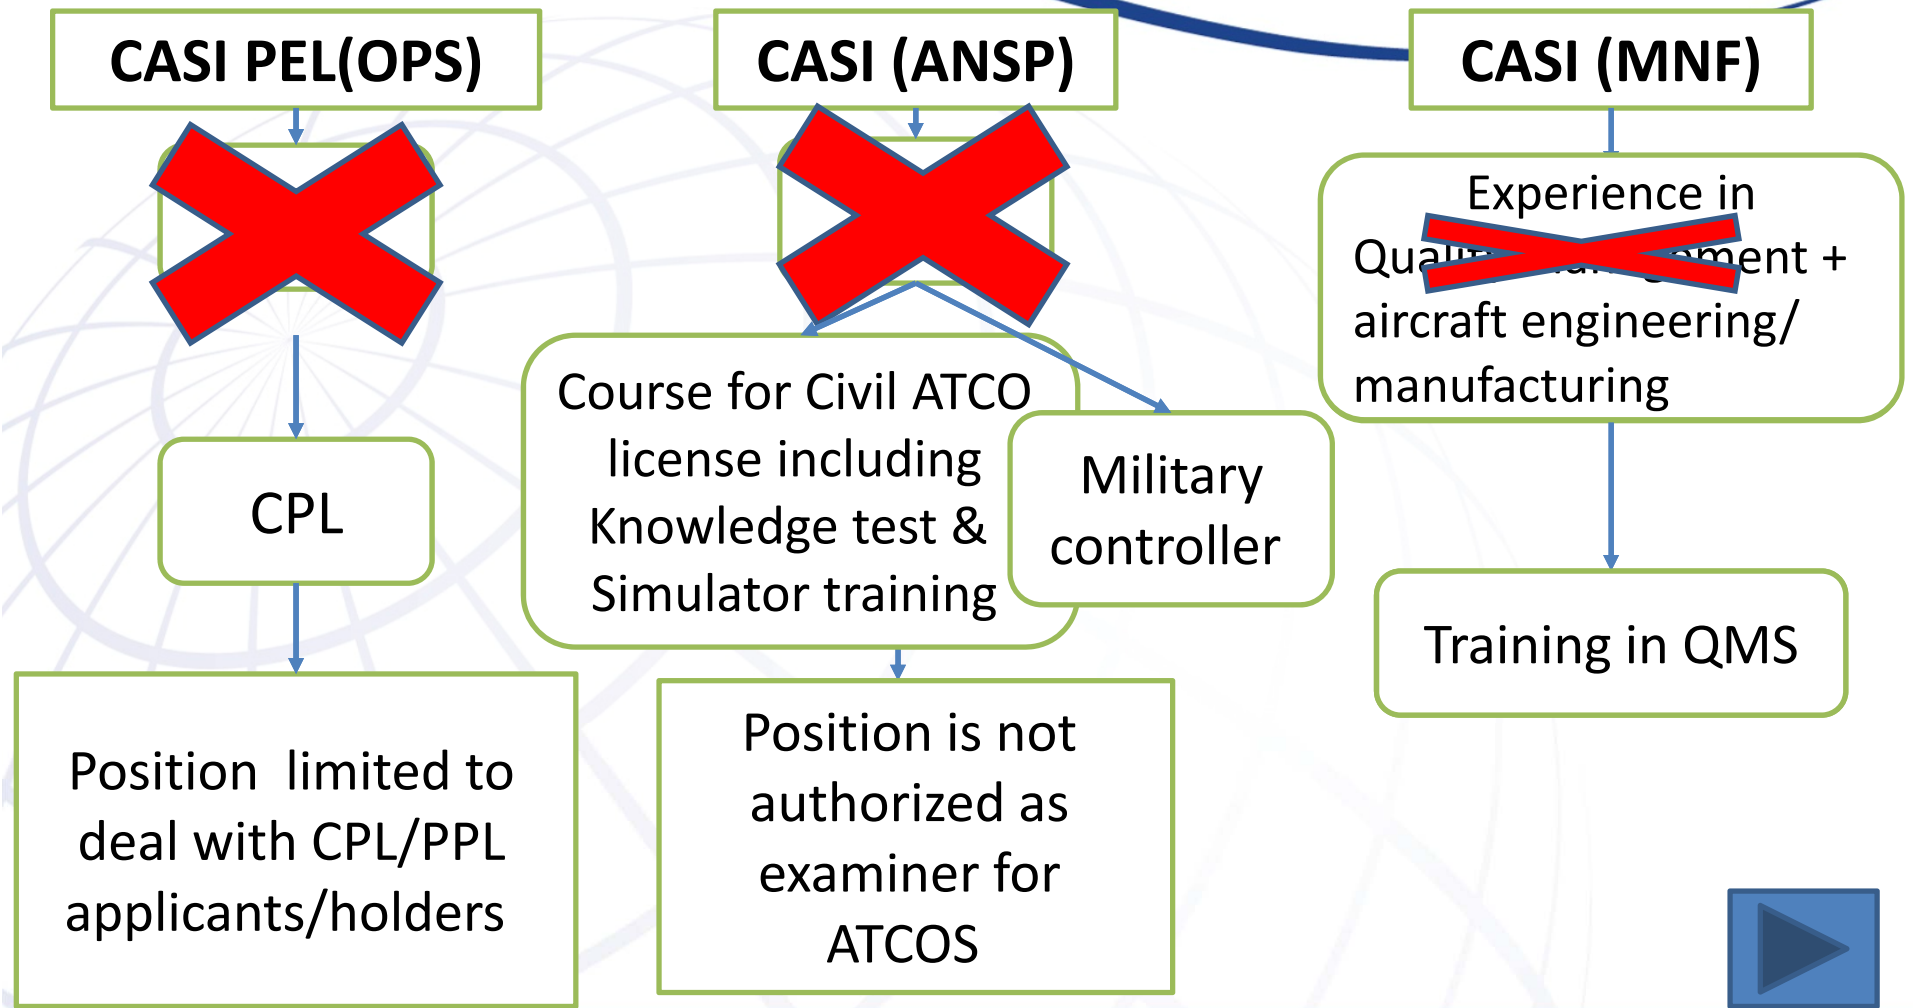 CASI PEL(OPS)
CASI (ANSP)
CASI (MNF)
CPL
Position  limited to
deal with CPL/PPL
applicants/holders
Course for Civil ATCO
license including
Knowledge test &
Simulator training
Military
controller
Position is not
authorized as
examiner for
ATCOS
Experience in
Quality management +
aircraft engineering/
manufacturing
Training in QMS